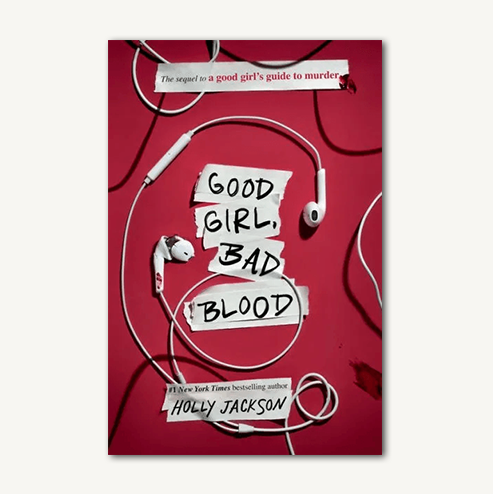 The sequel to a good girl's guide to murder
GOOD
GIRL,
BAD
BLOOD
#1 New York Times bestselling author
HOLLY JACKSON